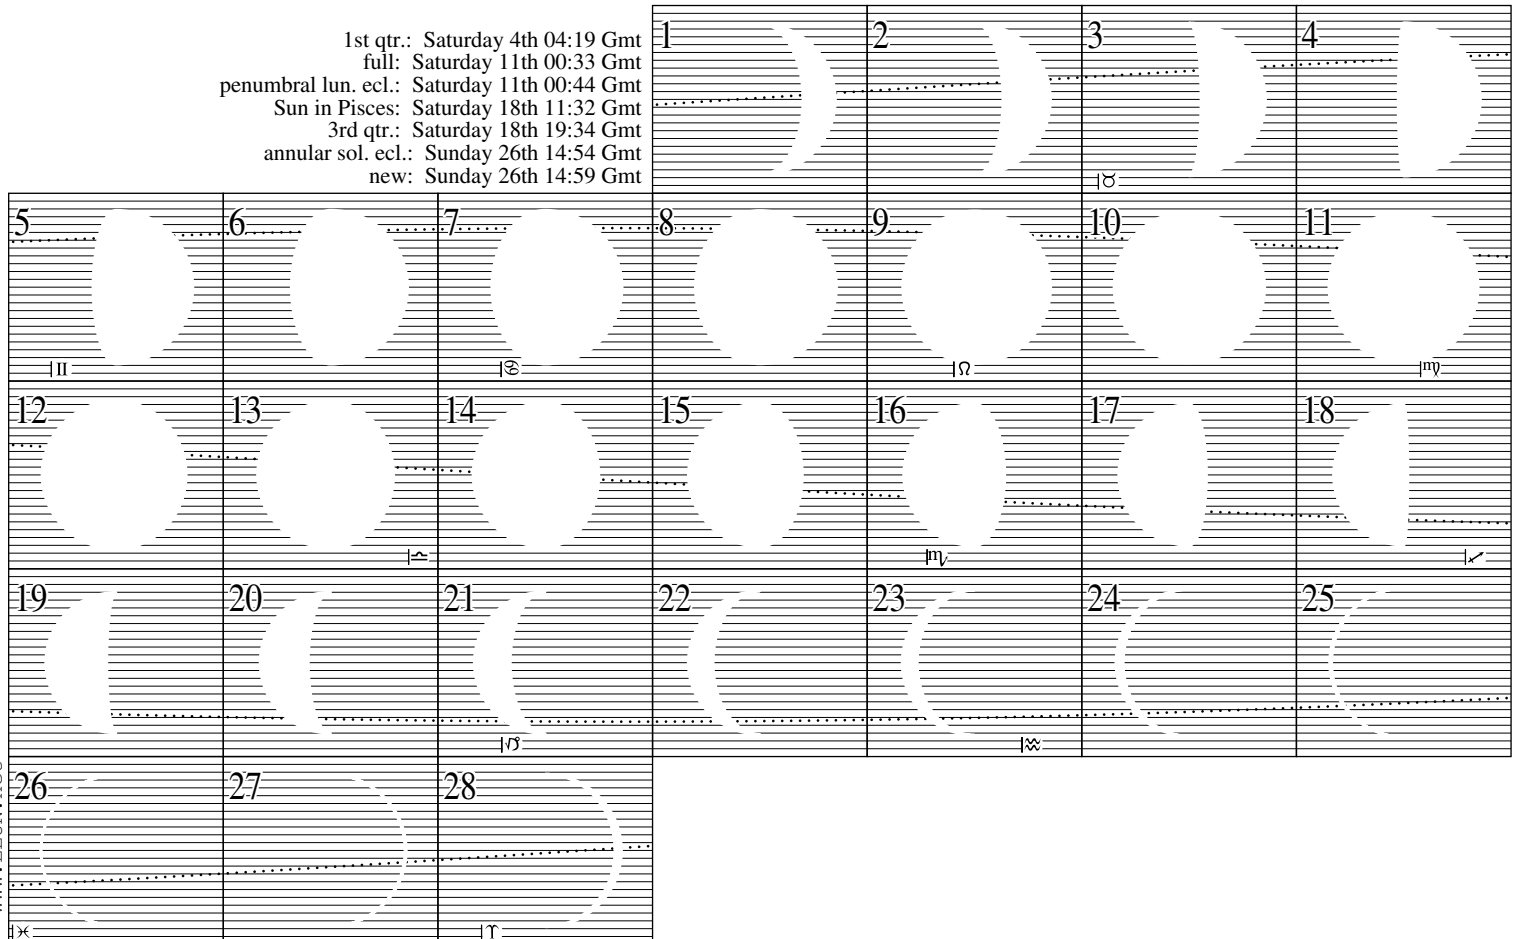 1st qtr.: Saturday 4th 04:19 Gmt
full: Saturday 11th 00:33 Gmt
penumbral lun. ecl.: Saturday 11th 00:44 Gmt
Sun in Pisces: Saturday 18th 11:32 Gmt
3rd qtr.: Saturday 18th 19:34 Gmt
annular sol. ecl.: Sunday 26th 14:54 Gmt
new: Sunday 26th 14:59 Gmt
1 2 3 4
♉
5 6 7 8 9 10 11
♊ ♋ ♌ ♍
12 13 14 15 16 17 18
♎ ♏ ♐
19 20 21 22 23 24 25
♑ ♒
26 27 28
♓ ♈